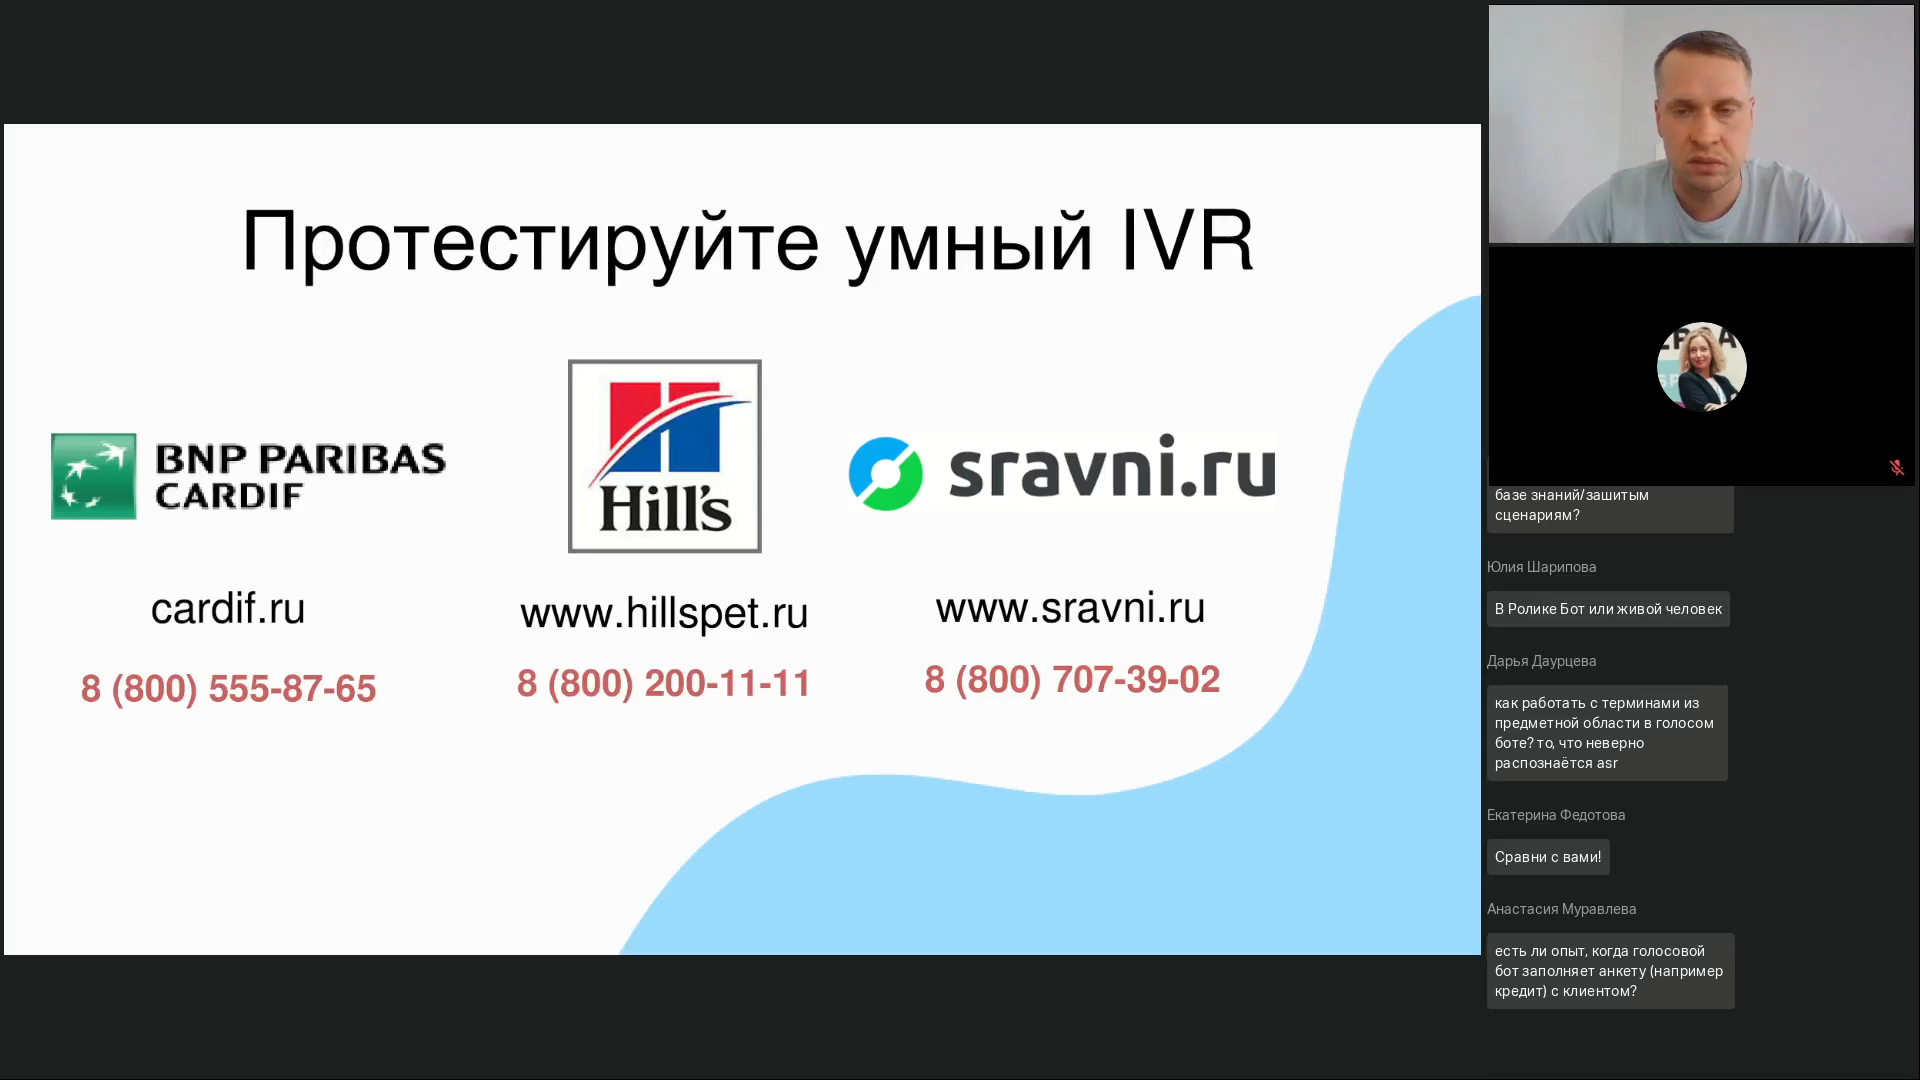 Протестируйте умный IVR
BNP PARIBAS
CARDIF
Hill's
sravni.ru
cardif.ru
www.hillspet.ru
www.sravni.ru
8 (800) 555-87-65
8 (800) 200-11-11
8 (800) 707-39-02
базе знаний/зашитым
сценариям?
Юлия Шарипова
В Ролике Бот или живой человек
Дарья Даурцева
как работать с терминами из
предметной области в голосом
боте? то, что неверно
распознаётся asr
Екатерина Федотова
Сравни с вами!
Анастасия Муравлева
есть ли опыт, когда голосовой
бот заполняет анкету (например
кредит) с клиентом?